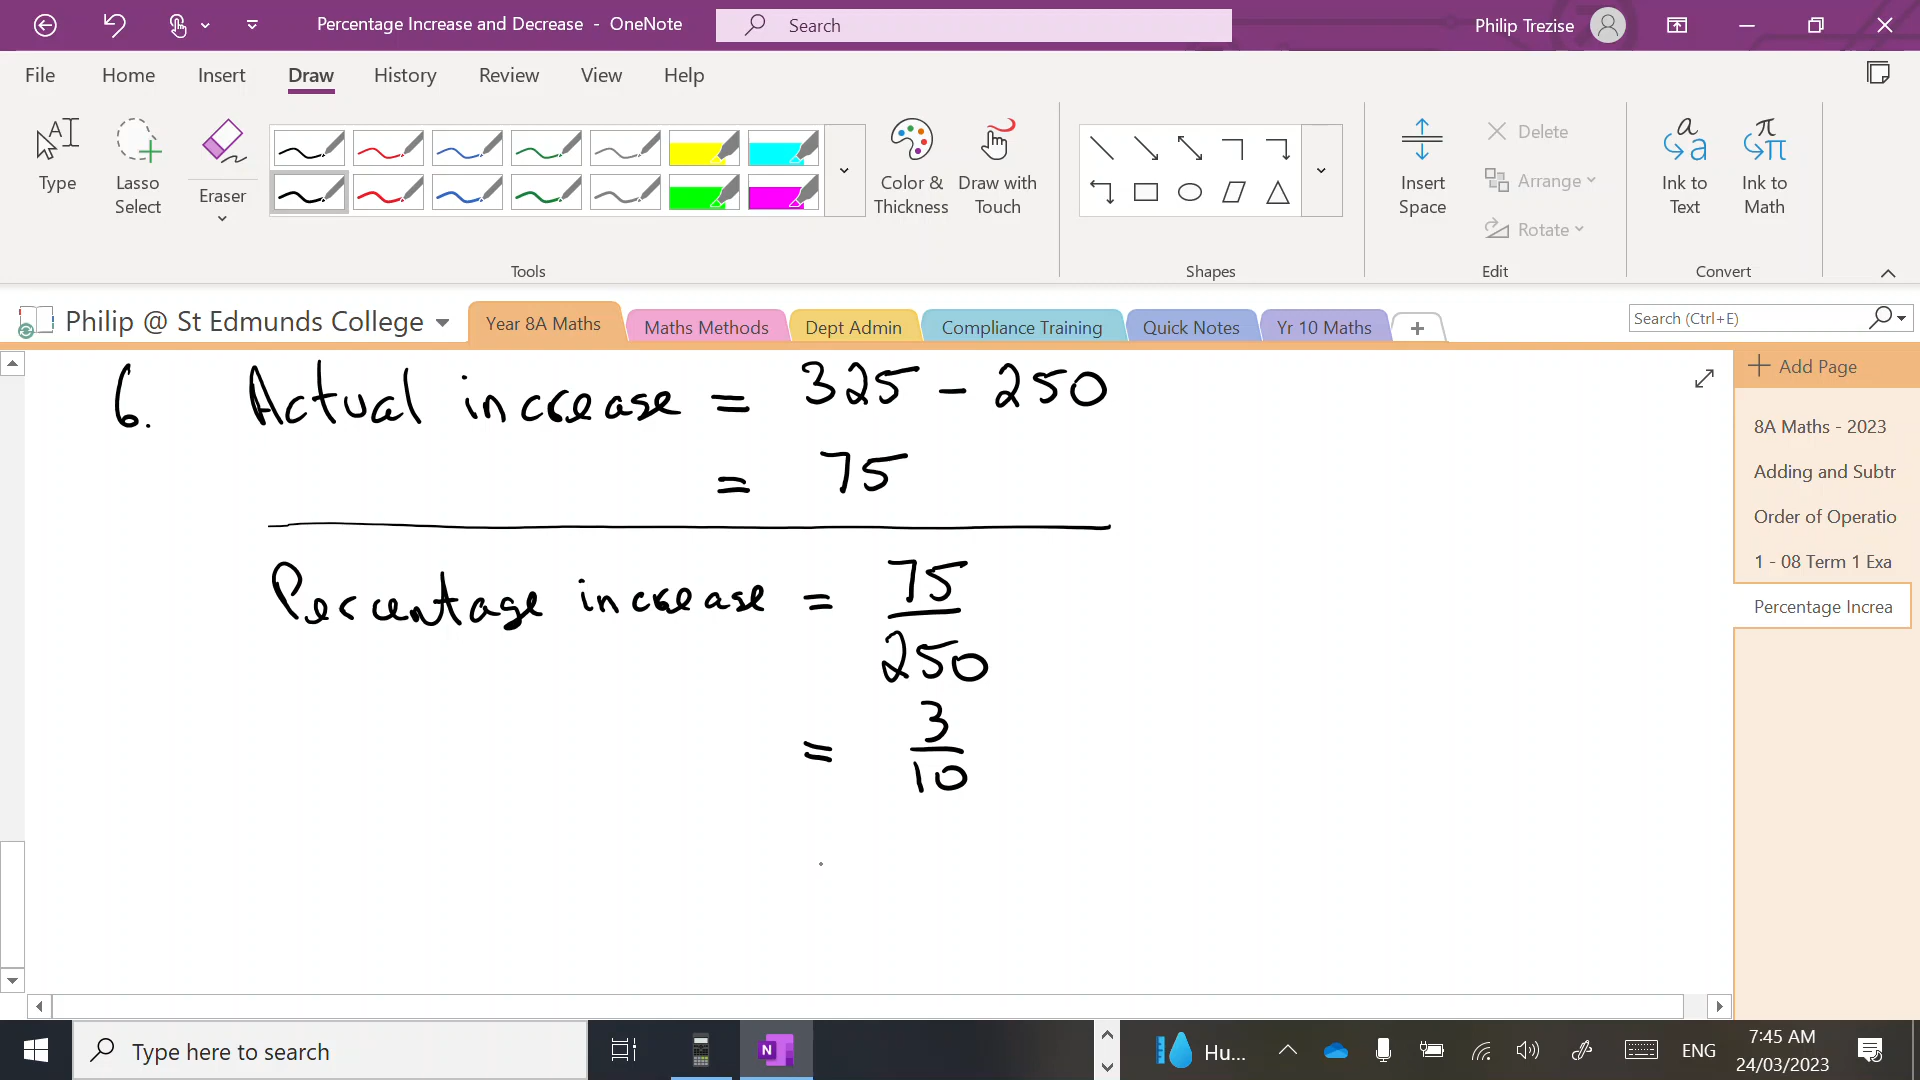 Percentage Increase and Decrease - OneNote
Search
Philip Trezise
File Home Insert Draw History Review View Help
Type
Lasso Select
Eraser
Color & Thickness
Draw with Touch
Insert Space
Delete
Arrange
Rotate
Ink to Text
Ink to Math
Tools
Shapes
Edit
Convert
Philip @ St Edmunds College
Year 8A Maths
Maths Methods
Dept Admin
Compliance Training
Quick Notes
Yr 10 Maths
Search (Ctrl+E)
Add Page
8A Maths - 2023
Adding and Subtr
Order of Operatio
1 - 08 Term 1 Exa
Percentage Increa
6. Actual increase = 325 - 250
= 75
Percentage increase = 75
250
= 3
10
Type here to search
Hu...
ENG
7:45 AM
24/03/2023